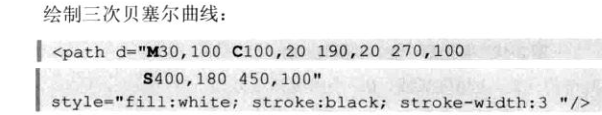 绘制三次贝塞尔曲线：
<path d="M30,100 C100,20 190,20 270,100
S400,180 450,100"
style="fill:white; stroke:black; stroke-width:3 "/>